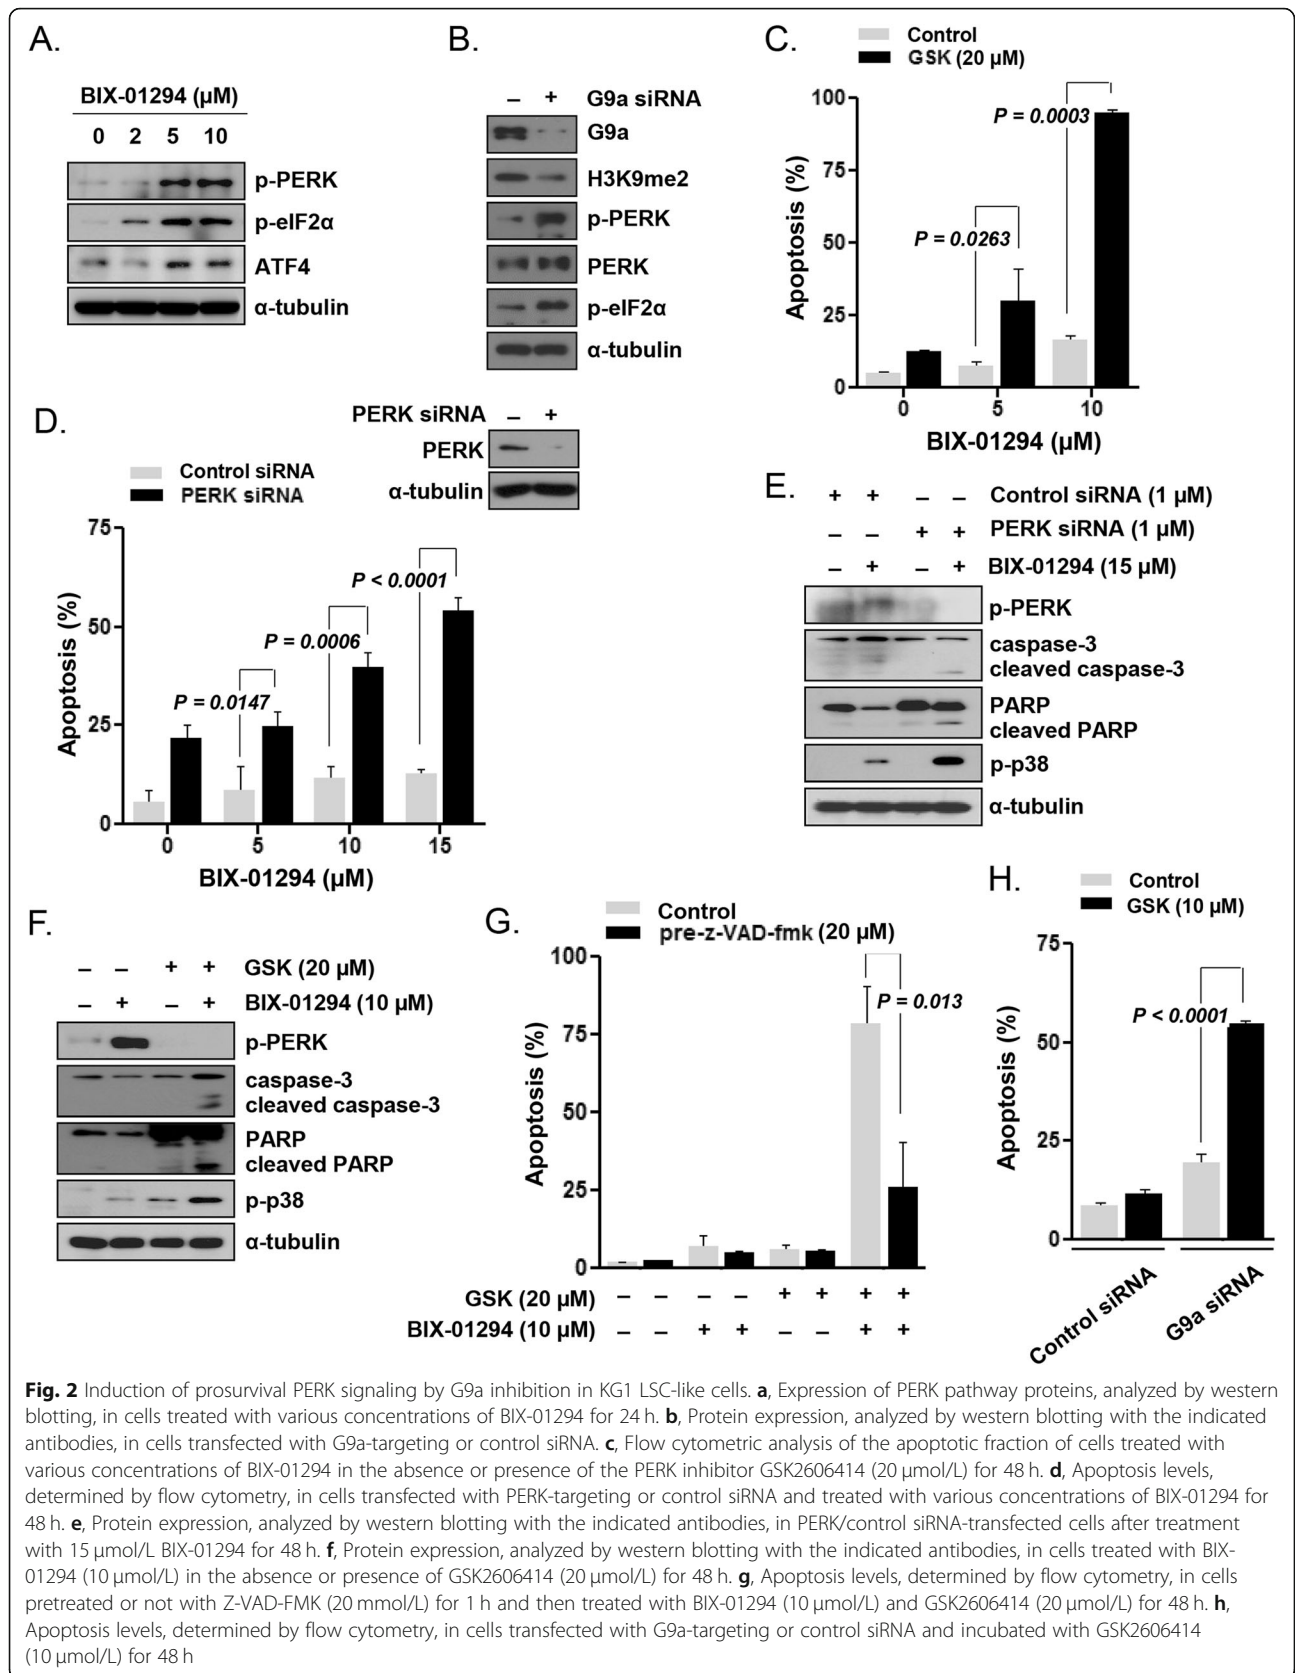 A.
BIX-01294 (µM)
0 2 5 10
p-PERK
p-eIF2α
ATF4
α-tubulin
B.
– + G9a siRNA
G9a
H3K9me2
p-PERK
PERK
p-eIF2α
α-tubulin
C.
Control
GSK (20 µM)
Apoptosis (%)
100
75
50
25
0
P = 0.0003
P = 0.0263
0 5 10
BIX-01294 (µM)
D.
PERK siRNA – +
PERK
α-tubulin
Control siRNA
PERK siRNA
Apoptosis (%)
75
50
25
0
P < 0.0001
P = 0.0006
P = 0.0147
0 5 10 15
BIX-01294 (µM)
E.
+ + – – Control siRNA (1 µM)
– – + + PERK siRNA (1 µM)
– + – + BIX-01294 (15 µM)
p-PERK
caspase-3
cleaved caspase-3
PARP
cleaved PARP
p-p38
α-tubulin
F.
– – + + GSK (20 µM)
– + – + BIX-01294 (10 µM)
p-PERK
caspase-3
cleaved caspase-3
PARP
cleaved PARP
p-p38
α-tubulin
G.
Control
pre-z-VAD-fmk (20 µM)
Apoptosis (%)
100
75
50
25
0
P = 0.013
GSK (20 µM) – – – – + + + +
BIX-01294 (10 µM) – – + + – – + +
H.
Control
GSK (10 µM)
Apoptosis (%)
75
50
25
0
P < 0.0001
Control siRNA
G9a siRNA
Fig. 2 Induction of prosurvival PERK signaling by G9a inhibition in KG1 LSC-like cells. a, Expression of PERK pathway proteins, analyzed by western
blotting, in cells treated with various concentrations of BIX-01294 for 24 h. b, Protein expression, analyzed by western blotting with the indicated
antibodies, in cells transfected with G9a-targeting or control siRNA. c, Flow cytometric analysis of the apoptotic fraction of cells treated with
various concentrations of BIX-01294 in the absence or presence of the PERK inhibitor GSK2606414 (20 µmol/L) for 48 h. d, Apoptosis levels,
determined by flow cytometry, in cells transfected with PERK-targeting or control siRNA and treated with various concentrations of BIX-01294 for
48 h. e, Protein expression, analyzed by western blotting with the indicated antibodies, in PERK/control siRNA-transfected cells after treatment
with 15 µmol/L BIX-01294 for 48 h. f, Protein expression, analyzed by western blotting with the indicated antibodies, in cells treated with BIX-
01294 (10 µmol/L) in the absence or presence of GSK2606414 (20 µmol/L) for 48 h. g, Apoptosis levels, determined by flow cytometry, in cells
pretreated or not with Z-VAD-FMK (20 mmol/L) for 1 h and then treated with BIX-01294 (10 µmol/L) and GSK2606414 (20 µmol/L) for 48 h. h,
Apoptosis levels, determined by flow cytometry, in cells transfected with G9a-targeting or control siRNA and incubated with GSK2606414
(10 µmol/L) for 48 h